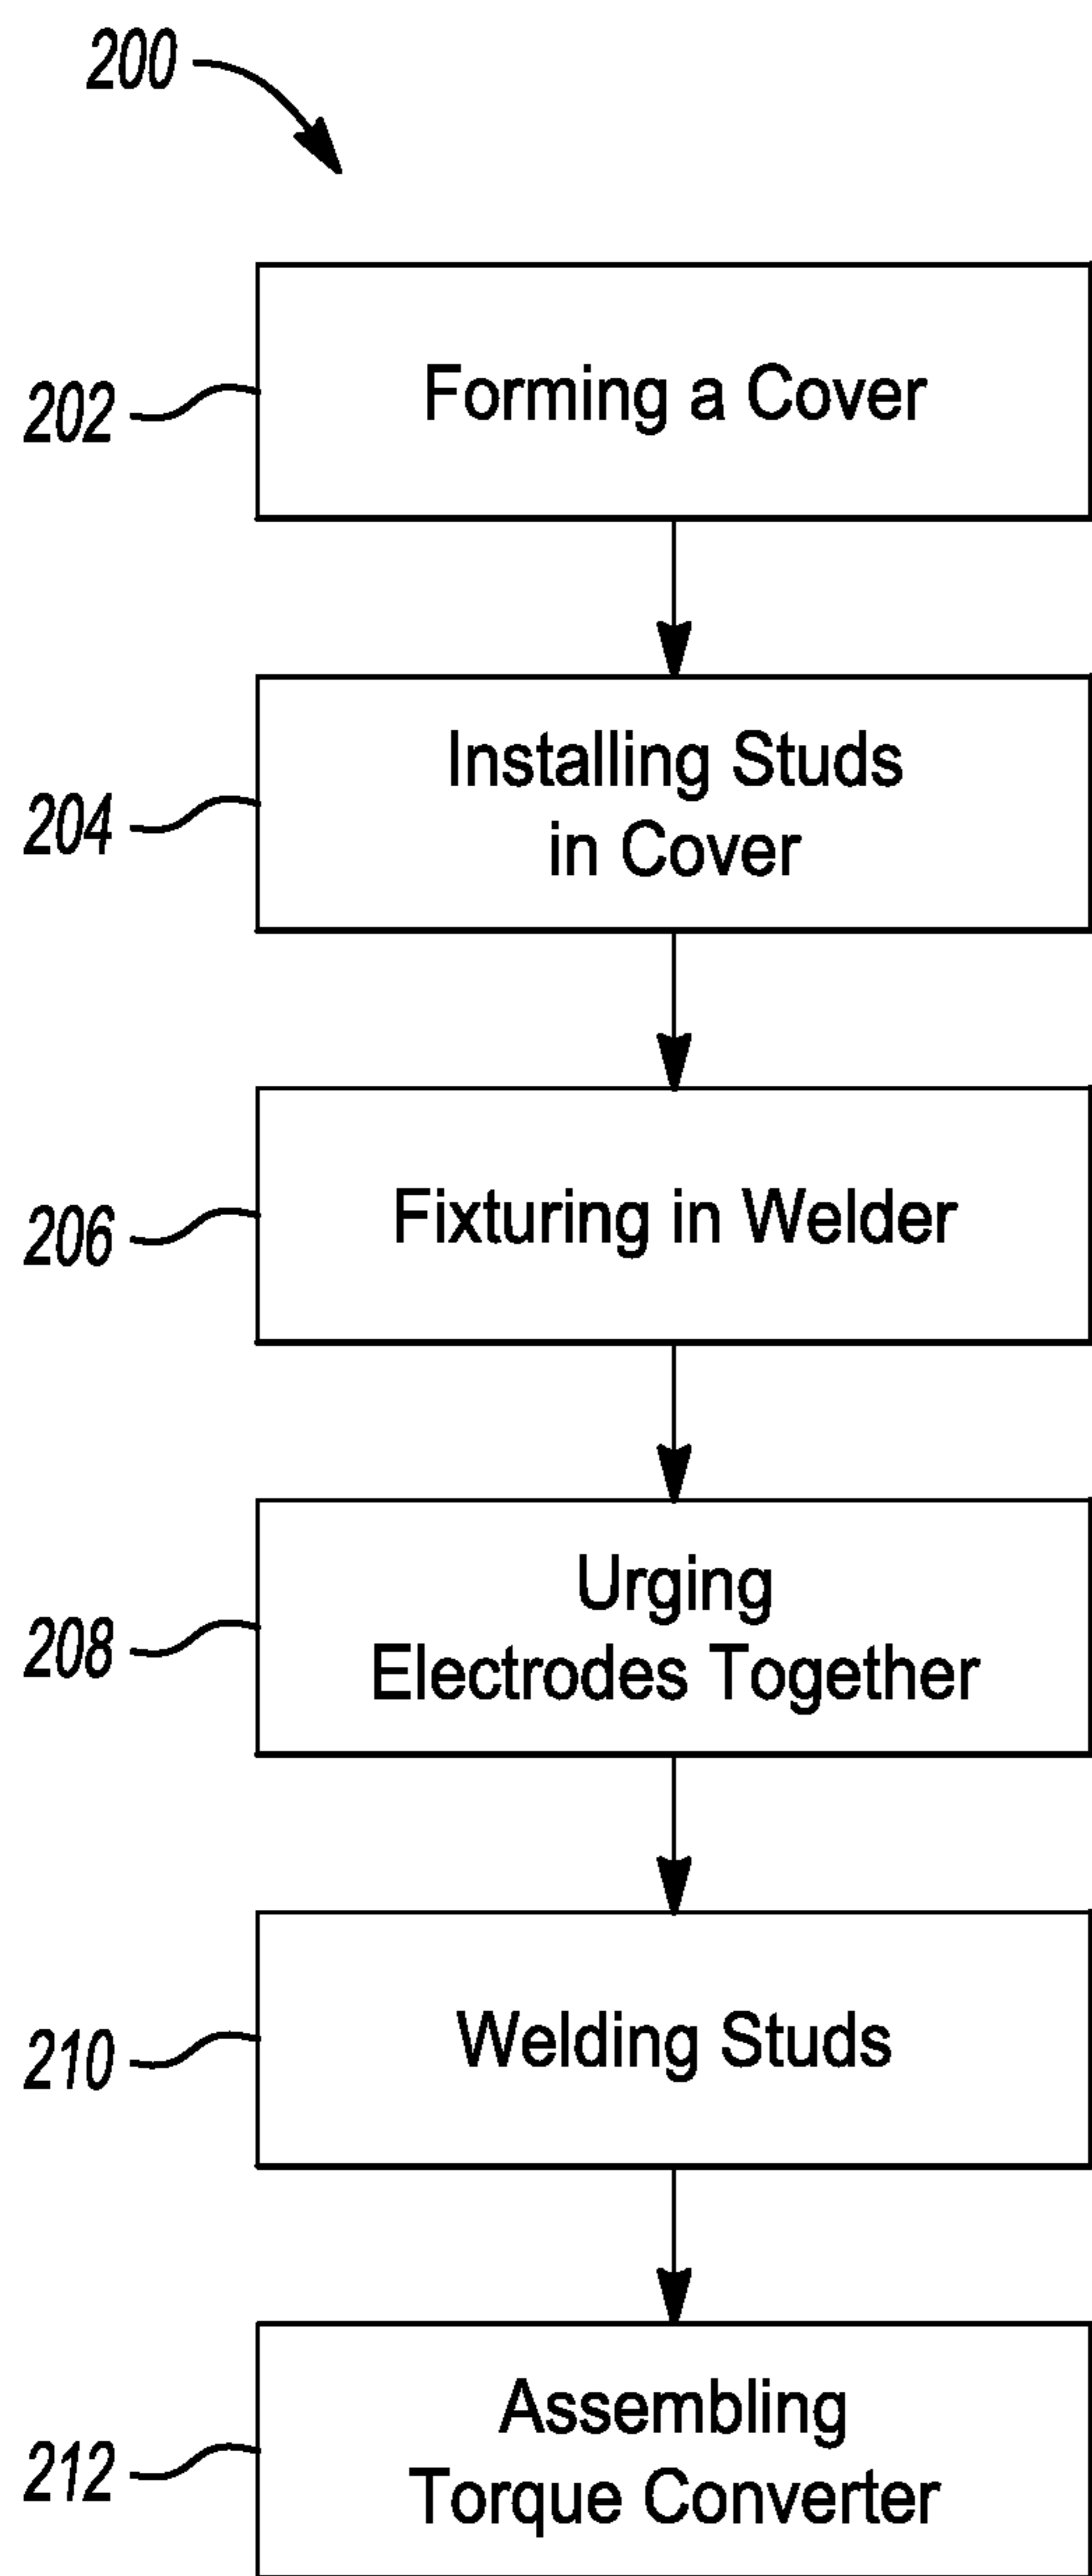 200
202
Forming a Cover
204
Installing Studs
in Cover
206
Fixturing in Welder
208
Urging
Electrodes Together
210
Welding Studs
212
Assembling
Torque Converter